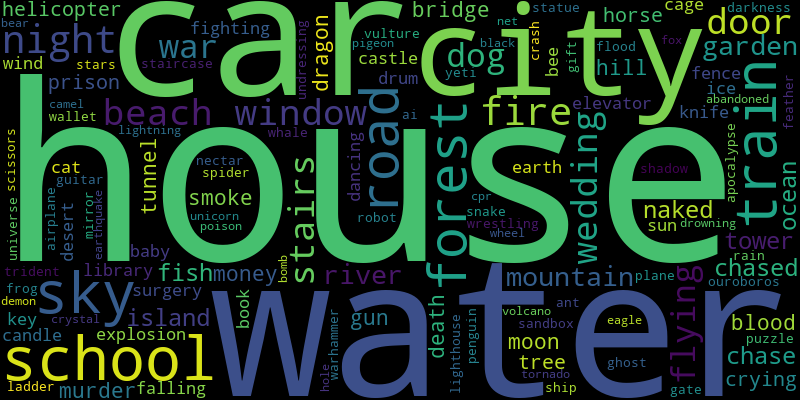 helicopter
car
city
bridge
statue
horse
cage
darkness
bear
night
fighting
war
wind
stars
staircase
vulture
pigeon
castle
undressing
dragon
dog
net
black
crash
bee
gift
flood
hill
door
garden
fox
fence
prison
camel
wallet
beach
window
drum
yeti
ai
road
fire
elevator
ice
knife
abandoned
feather
train
house
lightning
whale
scissors
universe
cat
guitar
airplane
desert
mirror
earthquake
tunnel
nectar
spider
smoke
unicorn
poison
stairs
dancing
robot
forest
cpr
snake
wrestling
wheel
earth
wedding
shadow
naked
sun
drowning
apocalypse
ocean
tower
rain
baby
trident
library
fish
money
bomb
river
mountain
plane
chased
ouroboros
frog
demon
sky
surgery
key
crystal
island
book
water
gun
death
lighthouse
penguin
volcano
sandbox
ant
eagle
flying
blood
puzzle
candle
explosion
school
warhammer
hole
moon
tree
tornado
ship
ghost
chase
crying
gate
ladder
murder
falling